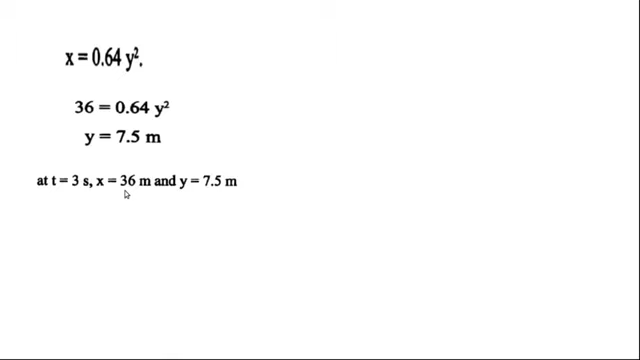 x = 0.64 y².
36 = 0.64 y²
y = 7.5 m
at t = 3 s, x = 36 m and y = 7.5 m